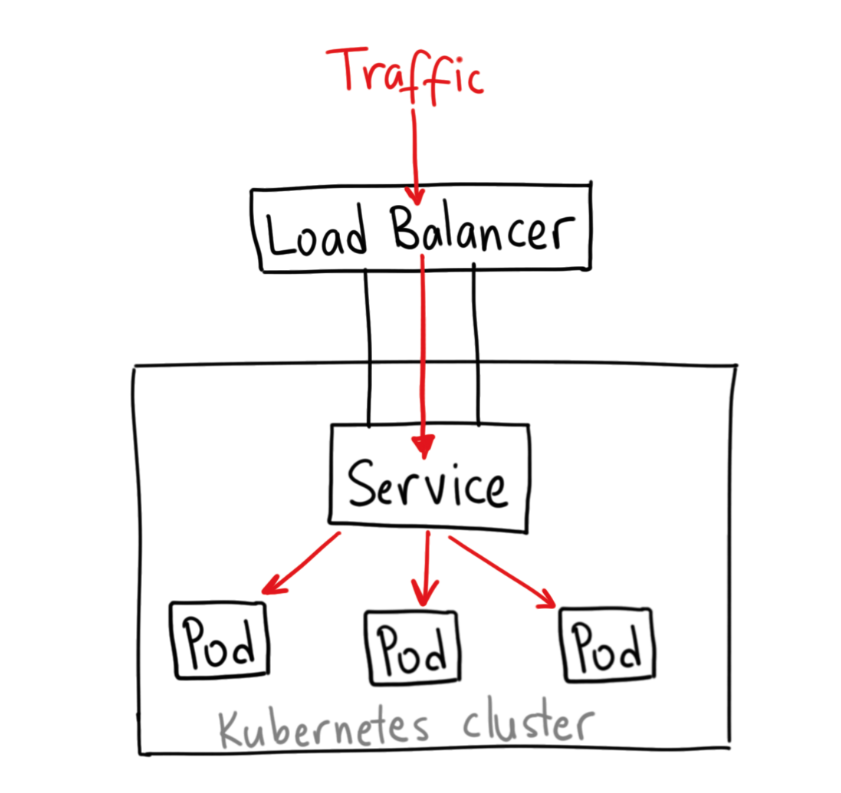 Traffic
Load Balancer
Service
Pod Pod Pod
Kubernetes cluster